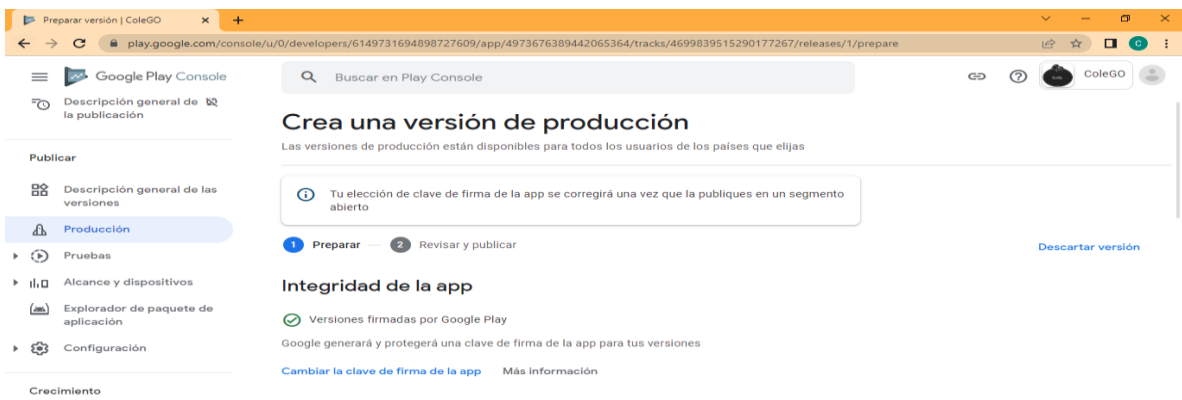 Preparar versión | ColeGO
play.google.com/console/u/0/developers/6149731694898727609/app/4973676389442065364/tracks/4699839515290177267/releases/1/prepare
C
Google Play Console
Buscar en Play Console
ColeGO
Descripción general de
la publicación
Publicar
Descripción general de las
versiones
Producción
Pruebas
Alcance y dispositivos
Explorador de paquete de
aplicación
Configuración
Crecimiento
Crea una versión de producción
Las versiones de producción están disponibles para todos los usuarios de los países que elijas
Tu elección de clave de firma de la app se corregirá una vez que la publiques en un segmento
abierto
1 Preparar — 2 Revisar y publicar
Descartar versión
Integridad de la app
Versiones firmadas por Google Play
Google generará y protegerá una clave de firma de la app para tus versiones
Cambiar la clave de firma de la app Más información